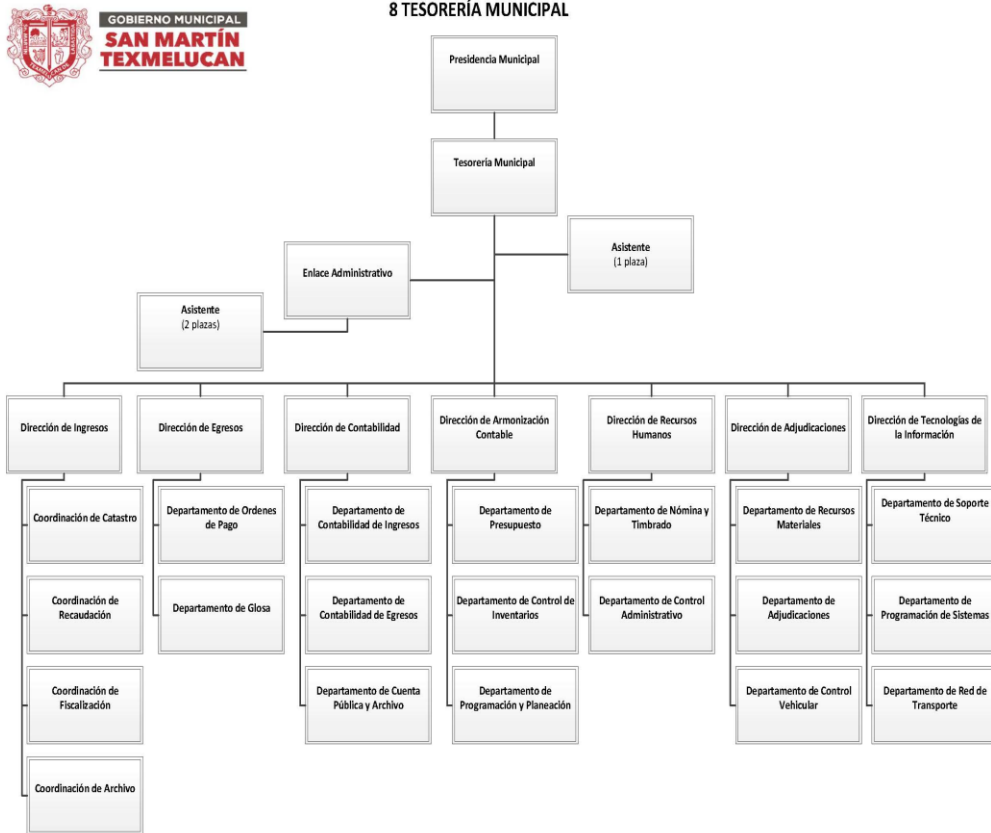 8 TESORERÍA MUNICIPAL
GOBIERNO MUNICIPAL
SAN MARTÍN
TEXMELUCAN
Presidencia Municipal
Tesoreria Municipal
Asistente
(1 plaza)
Enlace Administrativo
Asistente
(2 plazas)
Dirección de Ingresos
Dirección de Egresos
Dirección de Contabilidad
Dirección de Armonización
Contable
Dirección de Recursos
Humanos
Dirección de Adjudicaciones
Dirección de Tecnologías de
la Información
Coordinación de Catastro
Departamento de Ordenes
de Pago
Departamento de
Contabilidad de Ingresos
Departamento de
Presupuesto
Departamento de Nómina y
Timbrado
Departamento de Recursos
Materiales
Departamento de Soporte
Técnico
Coordinación de
Recaudación
Departamento de Glosa
Departamento de
Contabilidad de Egresos
Departamento de Control de
Inventarios
Departamento de Control
Administrativo
Departamento de
Adjudicaciones
Departamento de
Programación de Sistemas
Coordinación de
Fiscalización
Departamento de Cuenta
Pública y Archivo
Departamento de
Programación y Planeación
Departamento de Control
Vehicular
Departamento de Red de
Transporte
Coordinación de Archivo